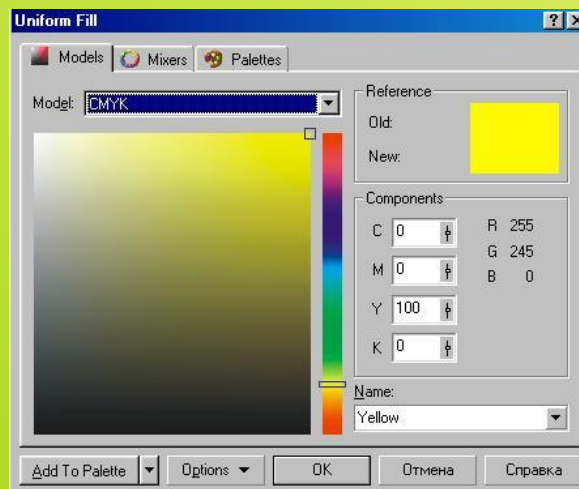 Uniform Fill
Models Mixers Palettes
Model: CMYK
Reference
Old:
New:
Components
C 0 R 255
M 0 G 245
Y 100 B 0
K 0
Name:
Yellow
Add To Palette Options OK Отмена Справка